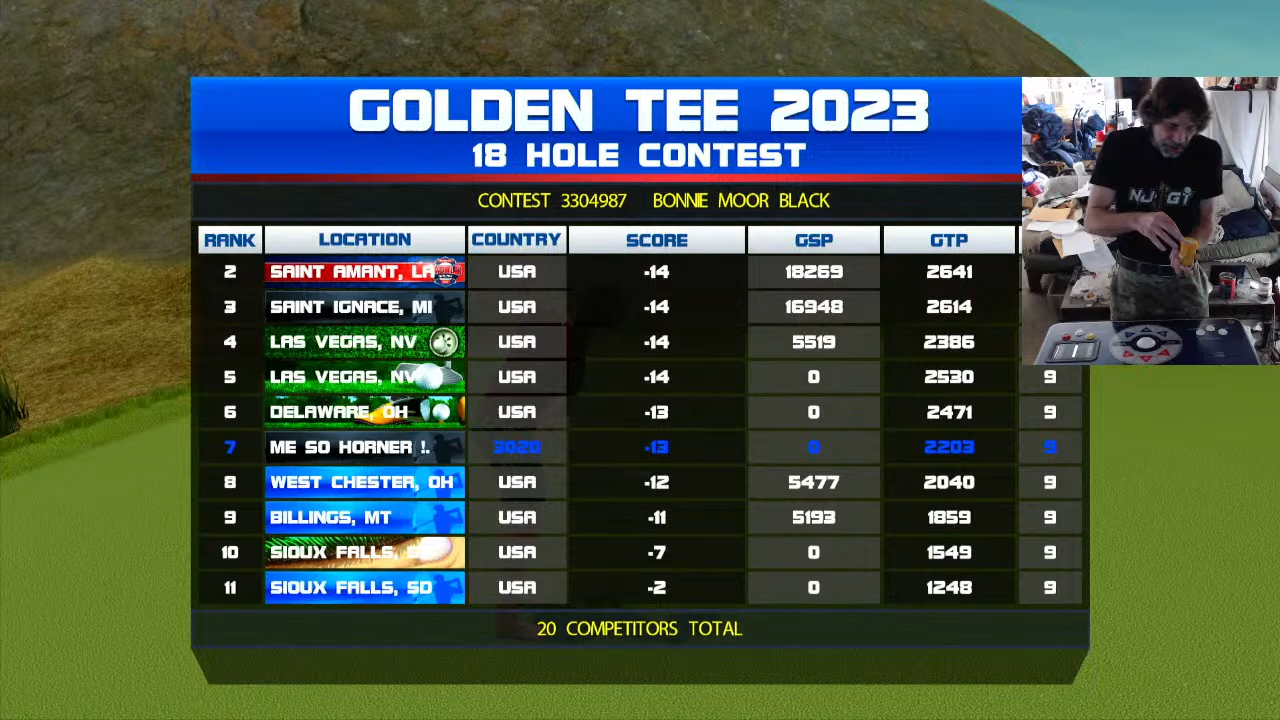 GOLDEN TEE 2023
18 HOLE CONTEST
CONTEST 3304987 BONNIE MOOR BLACK
RANK LOCATION COUNTRY SCORE GSP GTP
2 SAINT AMANT, LA USA -14 18269 2641
3 SAINT IGNACE, MI USA -14 16948 2614
4 LAS VEGAS, NV USA -14 5519 2386
5 LAS VEGAS, NV USA -14 0 2530 9
6 DELAWARE, OH USA -13 0 2471 9
7 ME SO HORNER !. 3020 -13 0 2203 9
8 WEST CHESTER, OH USA -12 5477 2040 9
9 BILLINGS, MT USA -11 5193 1859 9
10 SIOUX FALLS, USA -7 0 1549 9
11 SIOUX FALLS, SD USA -2 0 1248 9
20 COMPETITORS TOTAL